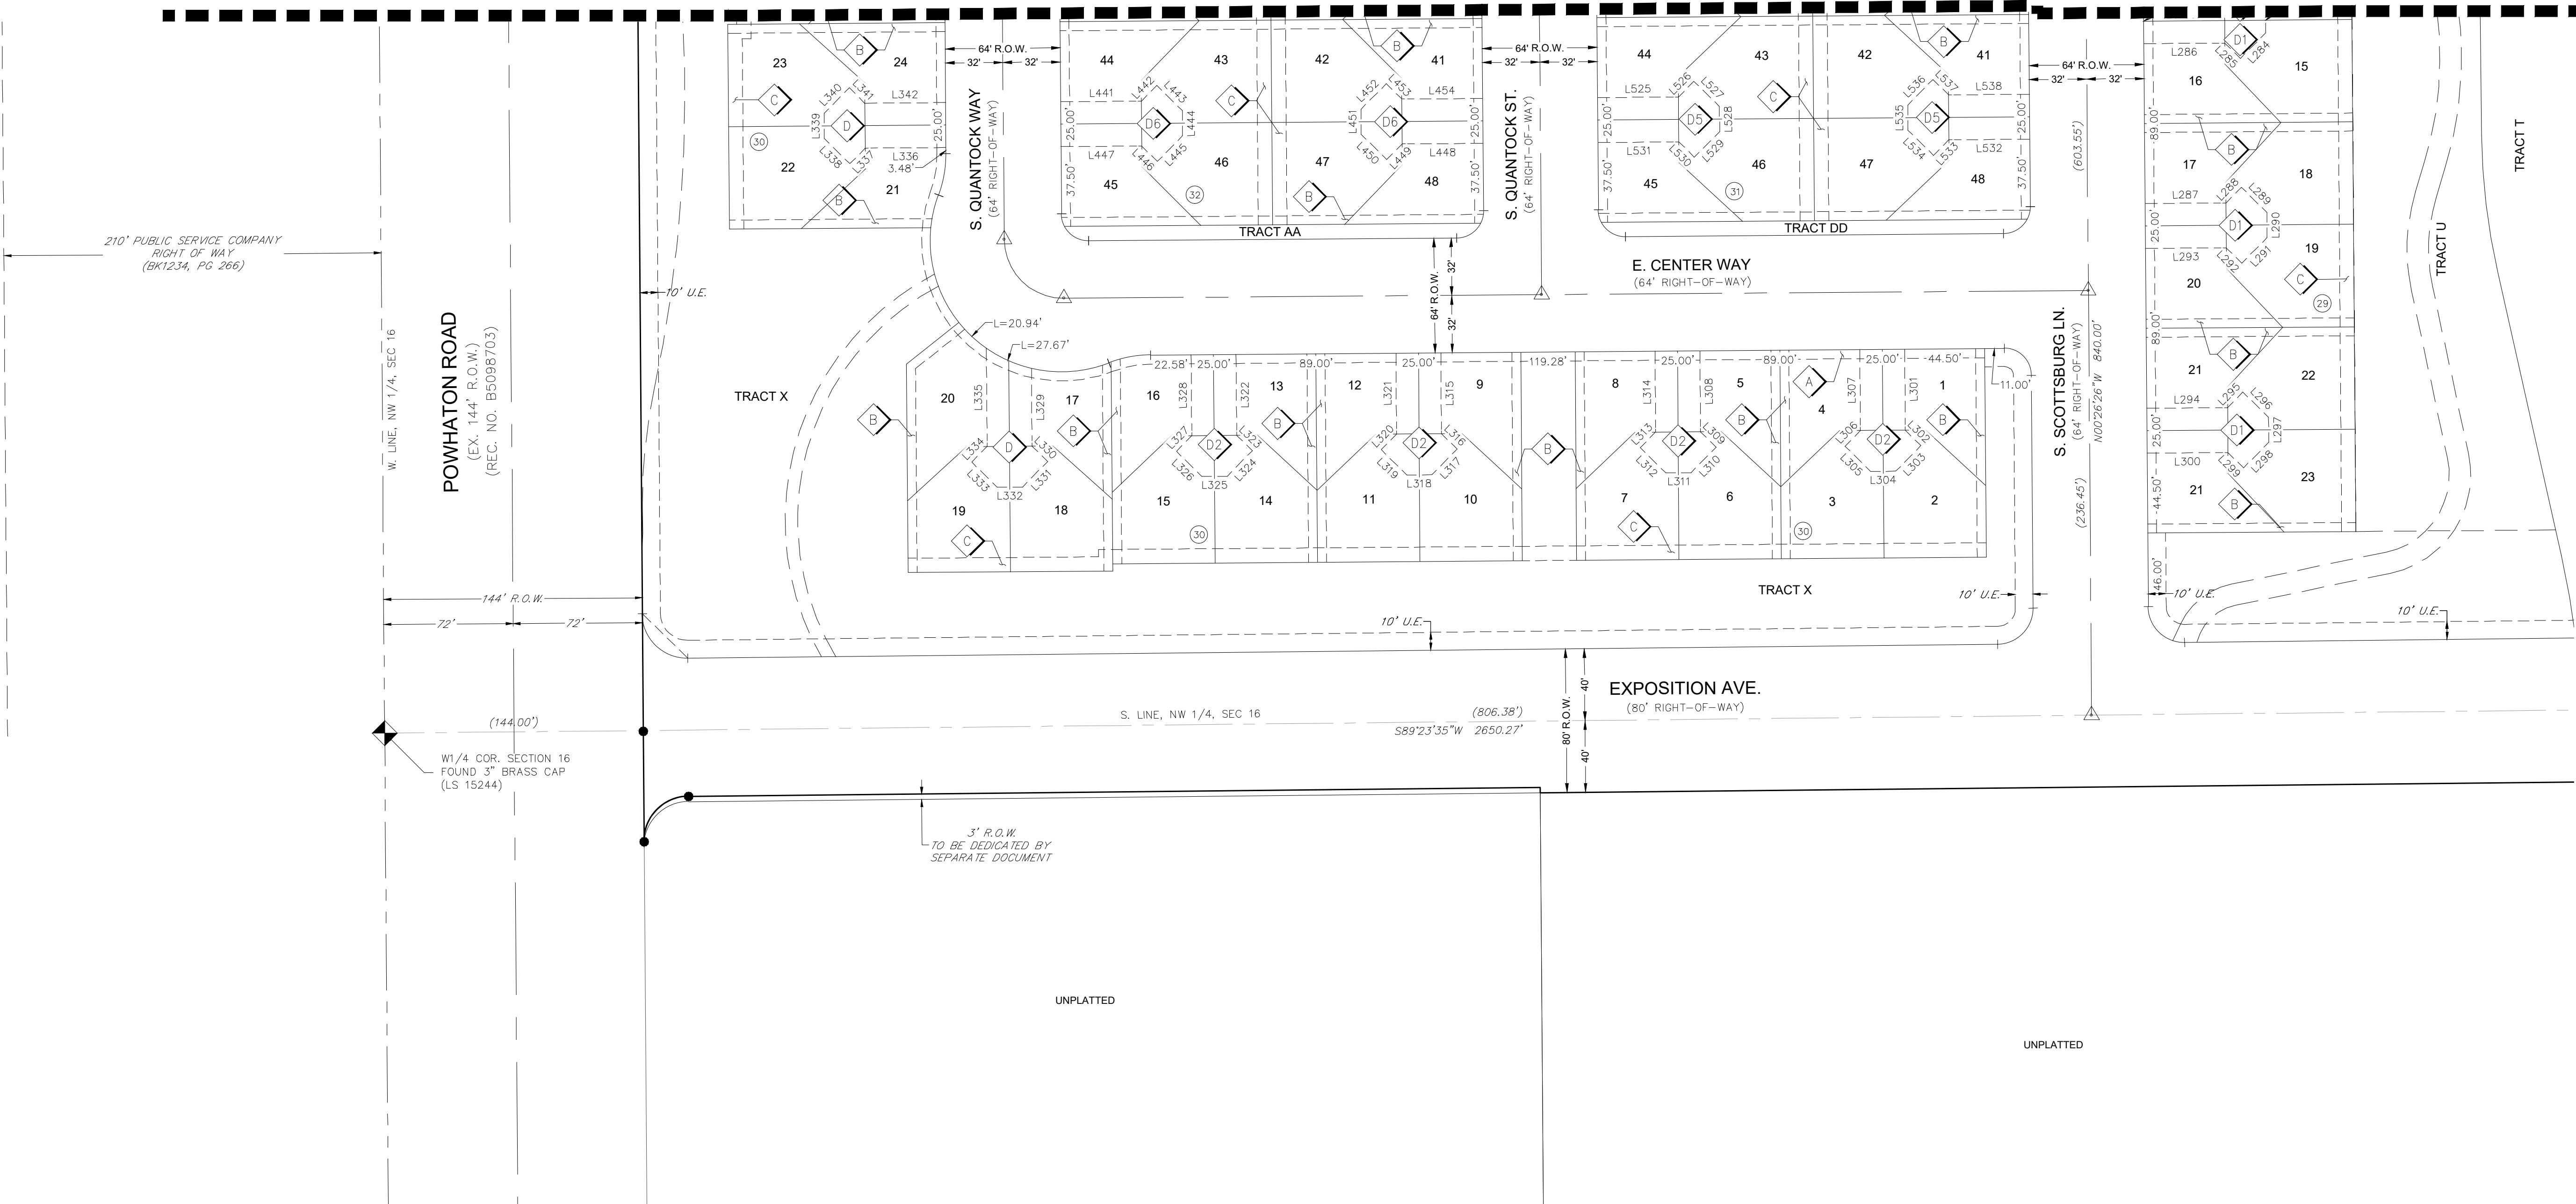 23
24
B
C
L340
L341
L342
L339
D
25.00'
30
L338
L337
L336
3.48'
22
21
B
64' R.O.W.
32'
32'
S. QUANTOCK WAY
(64' RIGHT-OF-WAY)
44
43
42
41
B
C
L441
L442
L443
L444
D6
25.00'
L447
L446
L445
37.50'
45
46
32
47
48
B
L452
L453
L454
L451
D6
25.00'
L450
L449
L448
37.50'
TRACT AA
64' R.O.W.
32'
32'
S. QUANTOCK ST.
(64' RIGHT-OF-WAY)
44
43
42
41
B
C
L525
L526
L527
L528
D5
25.00'
L531
L530
L529
37.50'
45
46
31
47
48
L536
L537
L538
L535
D5
25.00'
L534
L533
L532
37.50'
TRACT DD
64' R.O.W.
32'
32'
(603.55')
L286
D1
L285
L284
15
16
89.00'
B
17
18
L287
L288
L289
L290
D1
25.00'
L293
L292
L291
19
20
C
29
89.00'
B
21
22
L294
L295
L296
L297
D1
25.00'
L300
L299
L298
-44.50'
21
23
B
46.00'
10' U.E.
10' U.E.
TRACT T
TRACT U
210' PUBLIC SERVICE COMPANY
RIGHT OF WAY
(BK1234, PG 266)
W. LINE, NW 1/4, SEC 16
POWHATON ROAD
(EX. 144' R.O.W.)
(REC. NO. B5098703)
10' U.E.
E. CENTER WAY
(64' RIGHT-OF-WAY)
64' R.O.W.
32'
32'
S. SCOTTSBURG LN.
(64' RIGHT-OF-WAY)
N00°26'26"W 840.00'
(236.45')
L=20.94'
L=27.67'
TRACT X
22.58'
25.00'
89.00'
25.00'
119.28'
25.00'
89.00'
25.00'
44.50'
11.00'
20
L335
L329
17
B
B
L334
D
L330
L333
L332
L331
19
18
C
16
L328
L322
13
B
L327
D2
L323
L326
L325
L324
15
14
30
12
L321
L315
9
L320
D2
L316
L319
L318
L317
11
10
B
8
L314
L308
5
B
L313
D2
L309
L312
L311
L310
7
6
C
A
4
L307
L301
1
B
L306
D2
L302
L305
L304
L303
3
2
30
TRACT X
10' U.E.
10' U.E.
144' R.O.W.
72'
72'
EXPOSITION AVE.
(80' RIGHT-OF-WAY)
80' R.O.W.
40'
40'
(144.00')
S. LINE, NW 1/4, SEC 16
(806.38')
S89°23'35"W 2650.27'
W1/4 COR. SECTION 16
FOUND 3" BRASS CAP
(LS 15244)
3' R.O.W.
TO BE DEDICATED BY
SEPARATE DOCUMENT
UNPLATTED
UNPLATTED